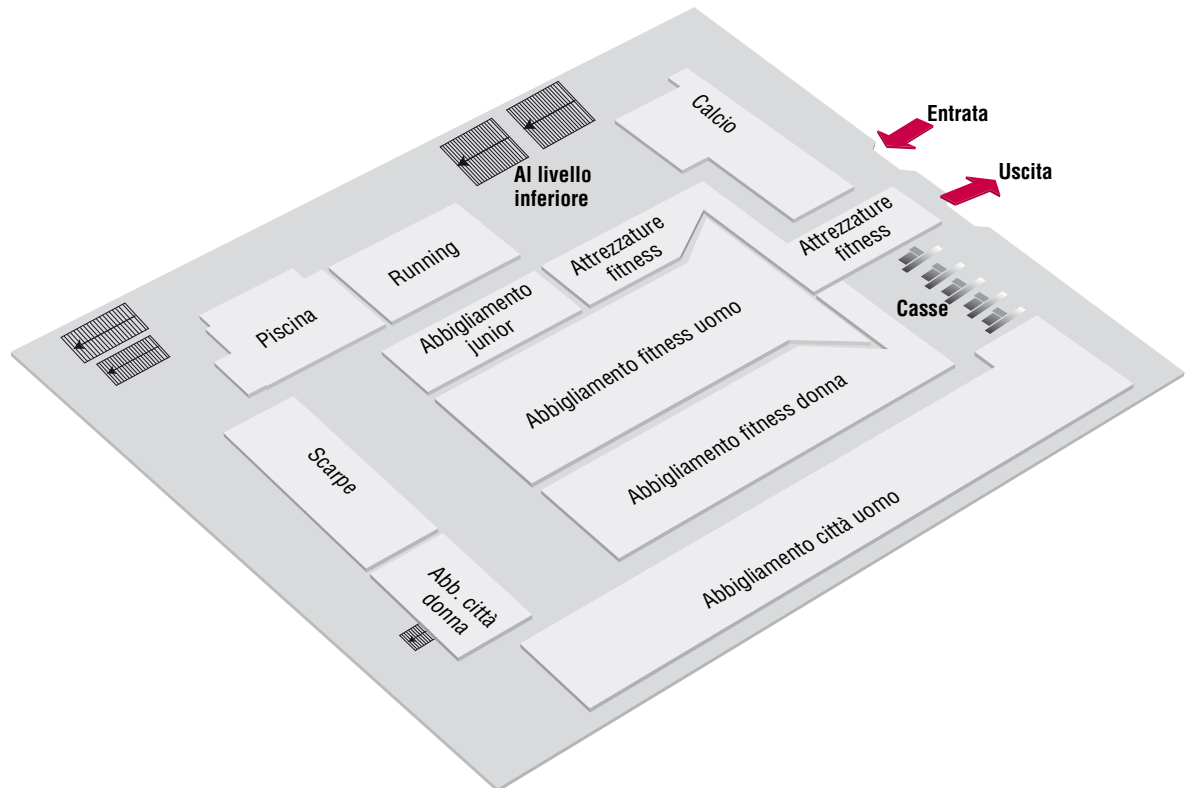 Calcio
Entrata
Uscita
Al livello
inferiore
Attrezzature
fitness
Attrezzature
fitness
Running
Casse
Piscina
Abbigliamento
junior
Abbigliamento fitness uomo
Abbigliamento fitness donna
Scarpe
Abbigliamento città uomo
Abb. città
donna